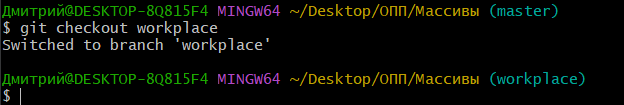 Дмитрий@DESKTOP-8Q815F4 MINGW64 ~/Desktop/ОПП/Массивы (master)
$ git checkout workplace
Switched to branch 'workplace'
Дмитрий@DESKTOP-8Q815F4 MINGW64 ~/Desktop/ОПП/Массивы (workplace)
$